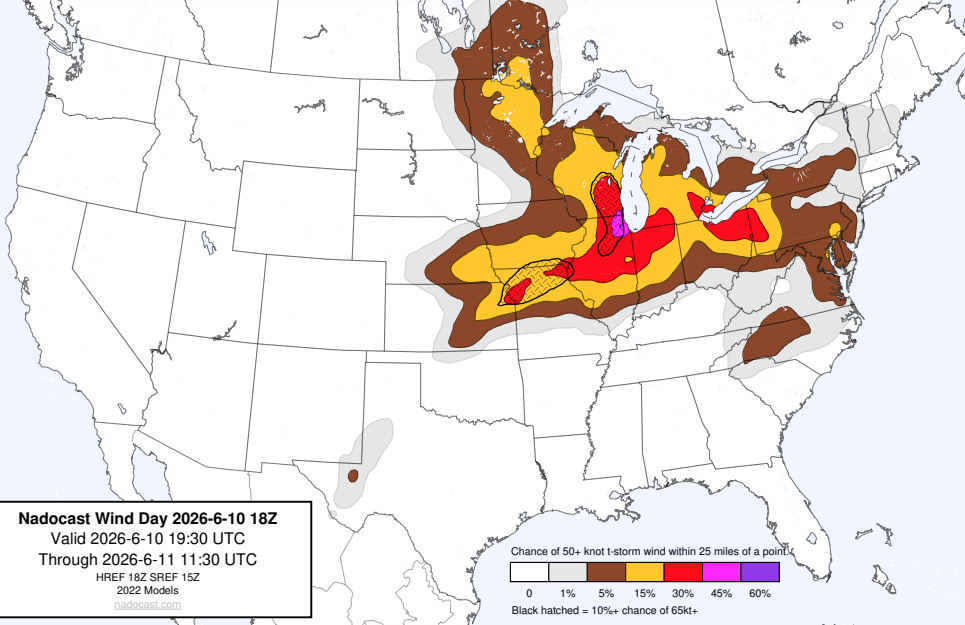 Nadocast Wind Day 2026-6-10 18Z
Valid 2026-6-10 19:30 UTC
Through 2026-6-11 11:30 UTC
HREF 18Z SREF 15Z
2022 Models
nadocast.com
Chance of 50+ knot t-storm wind within 25 miles of a point.
0 1% 5% 15% 30% 45% 60%
Black hatched = 10%+ chance of 65kt+